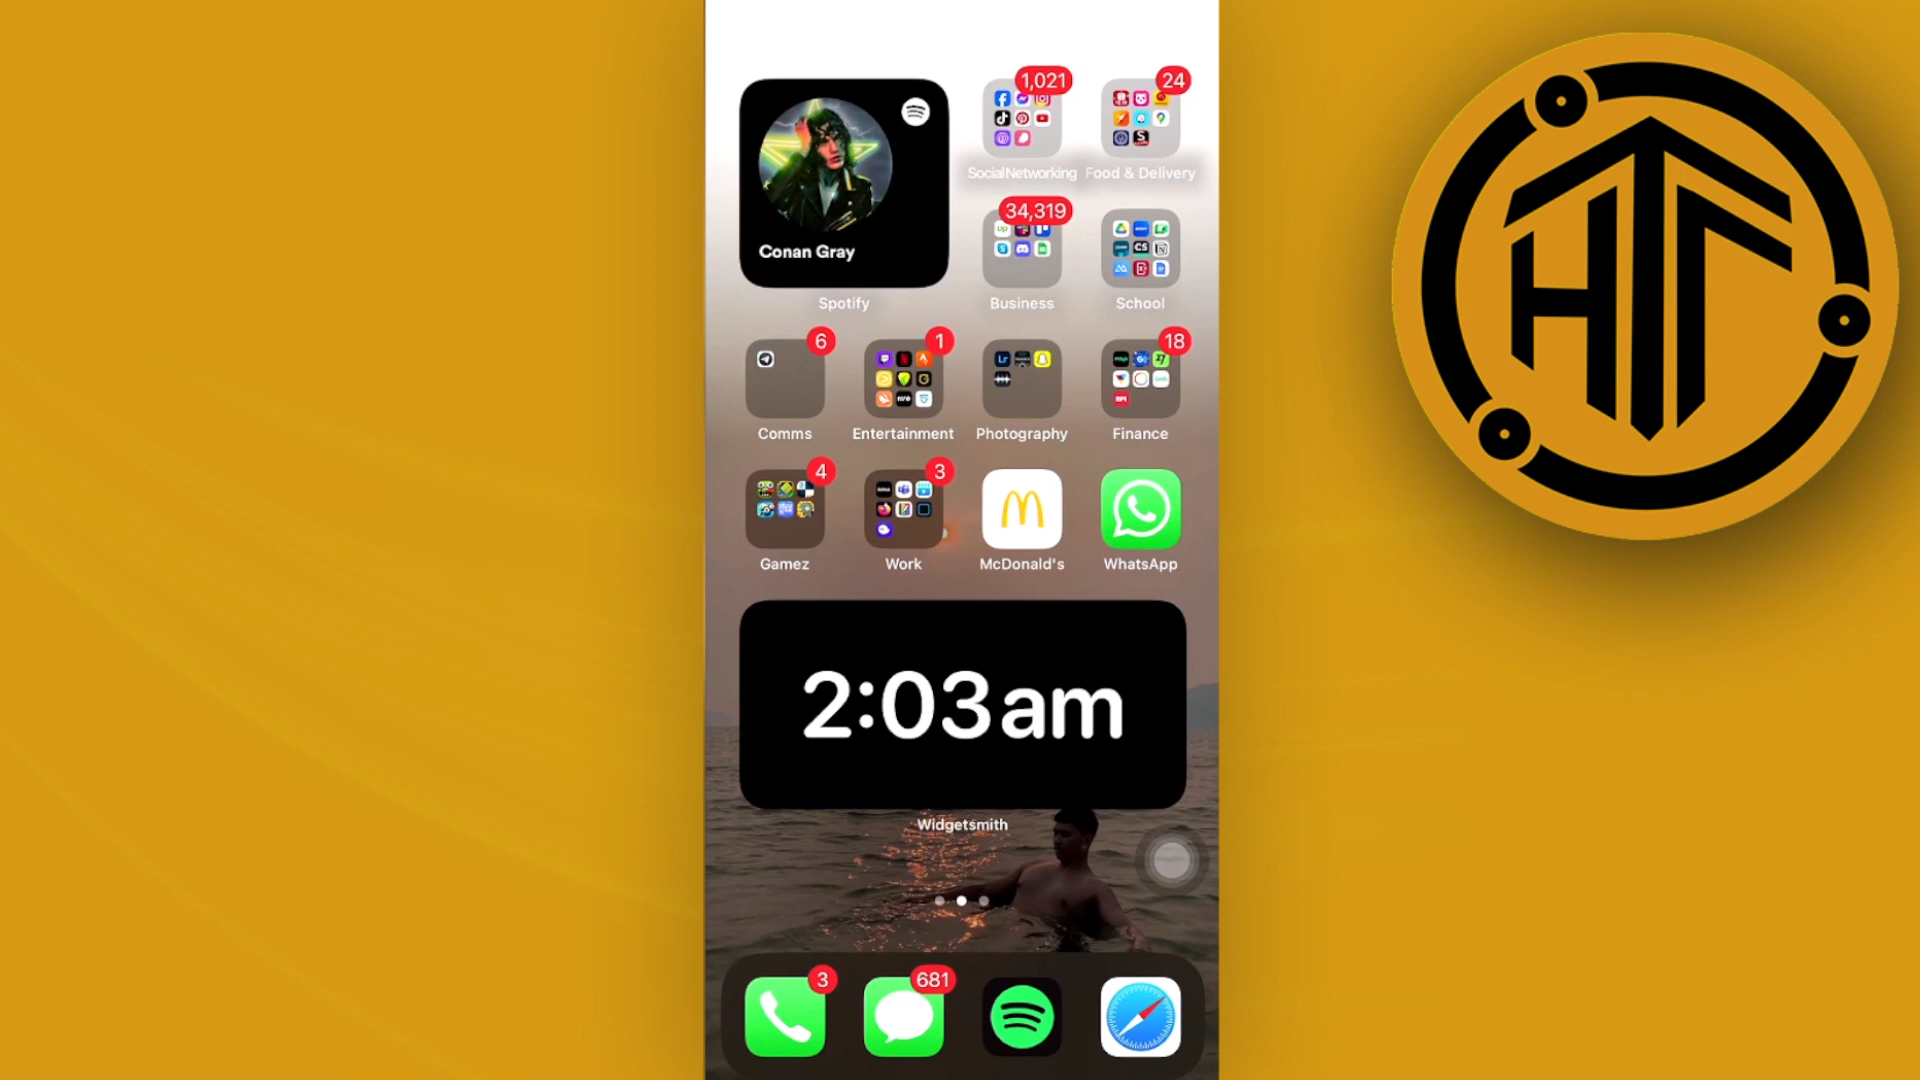 1,021
24
SocialNetworking
Food & Delivery
Conan Gray
Spotify
34,319
Business
School
6
Comms
1
Entertainment
Photography
18
Finance
4
Gamez
3
Work
McDonald's
WhatsApp
2:03am
Widgetsmith
3
681
HTF